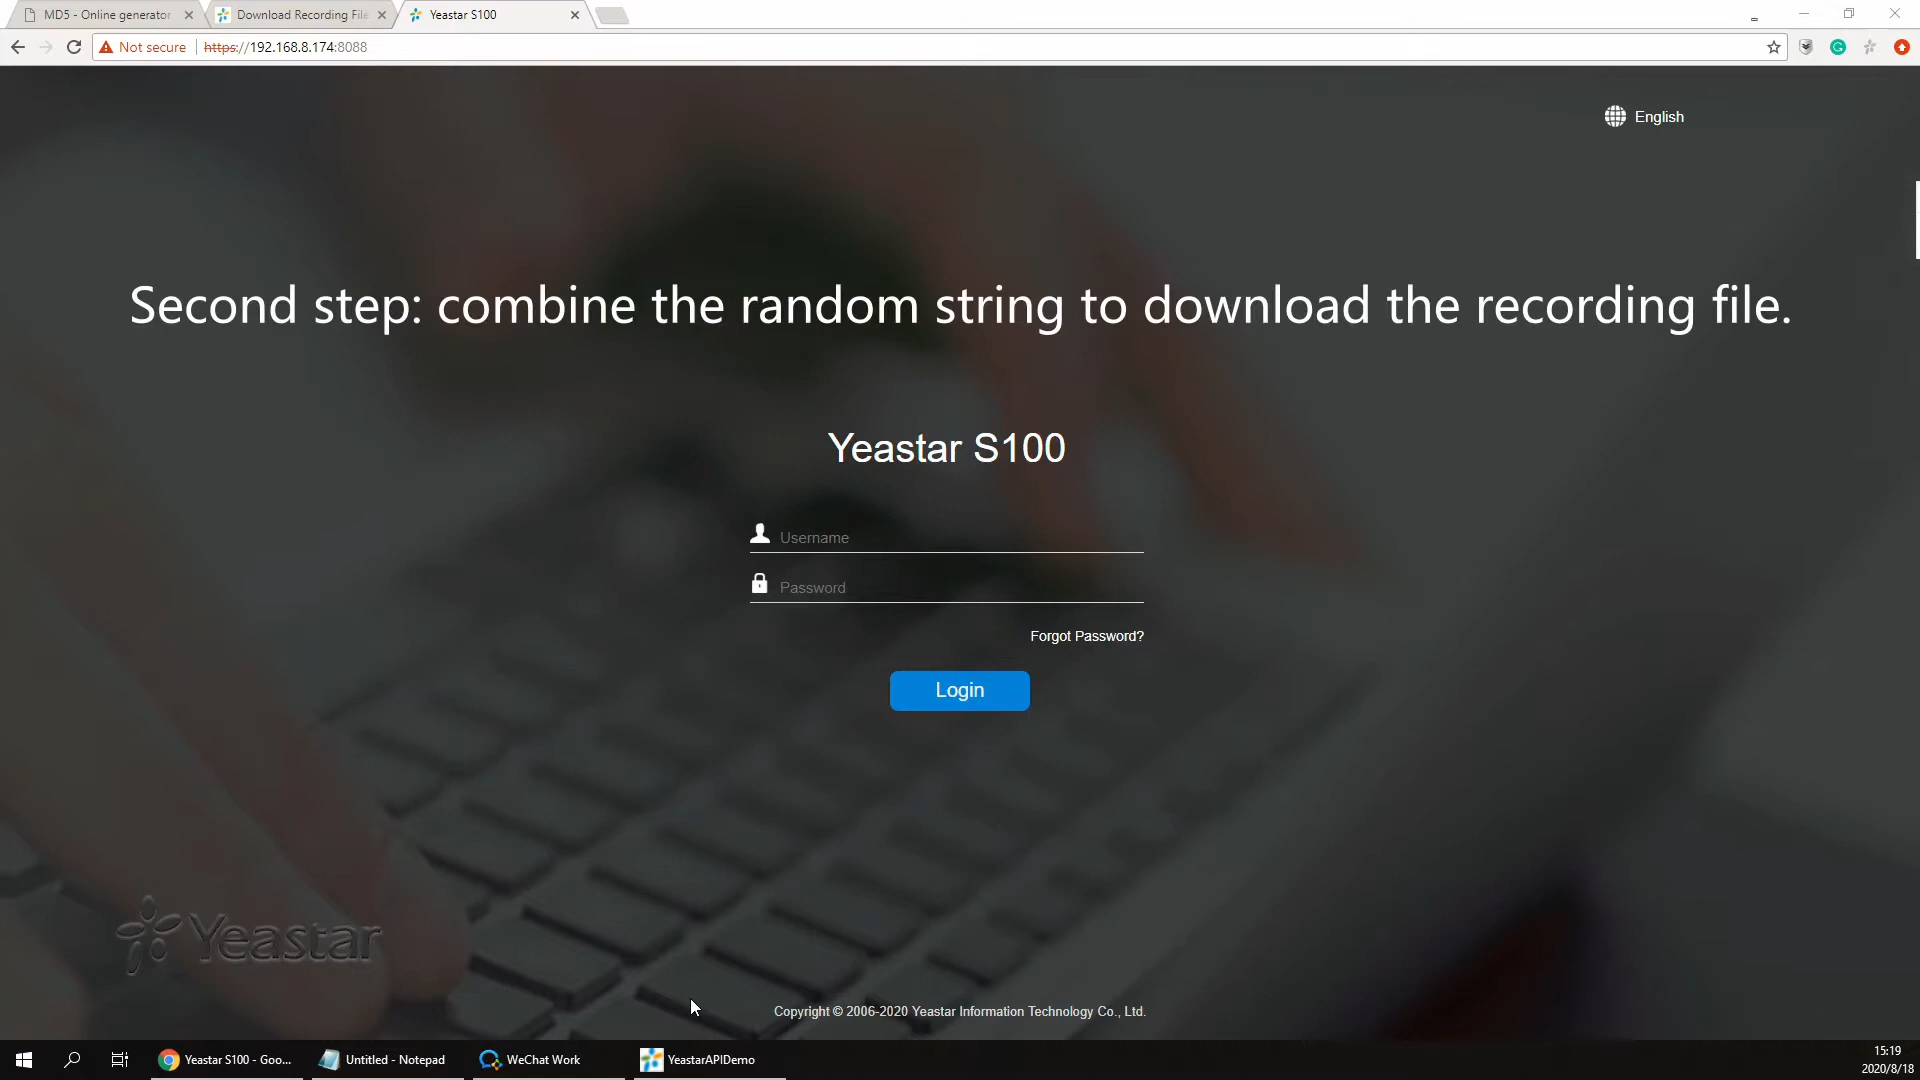 MD5 - Online generator
Download Recording File
Yeastar S100
Not secure
https://192.168.8.174:8088
English
Second step: combine the random string to download the recording file.
Yeastar S100
Username
Password
Forgot Password?
Login
Yeastar
Copyright © 2006-2020 Yeastar Information Technology Co., Ltd.
Yeastar S100 - Goo...
Untitled - Notepad
WeChat Work
YeastarAPIDemo
15:19
2020/8/18